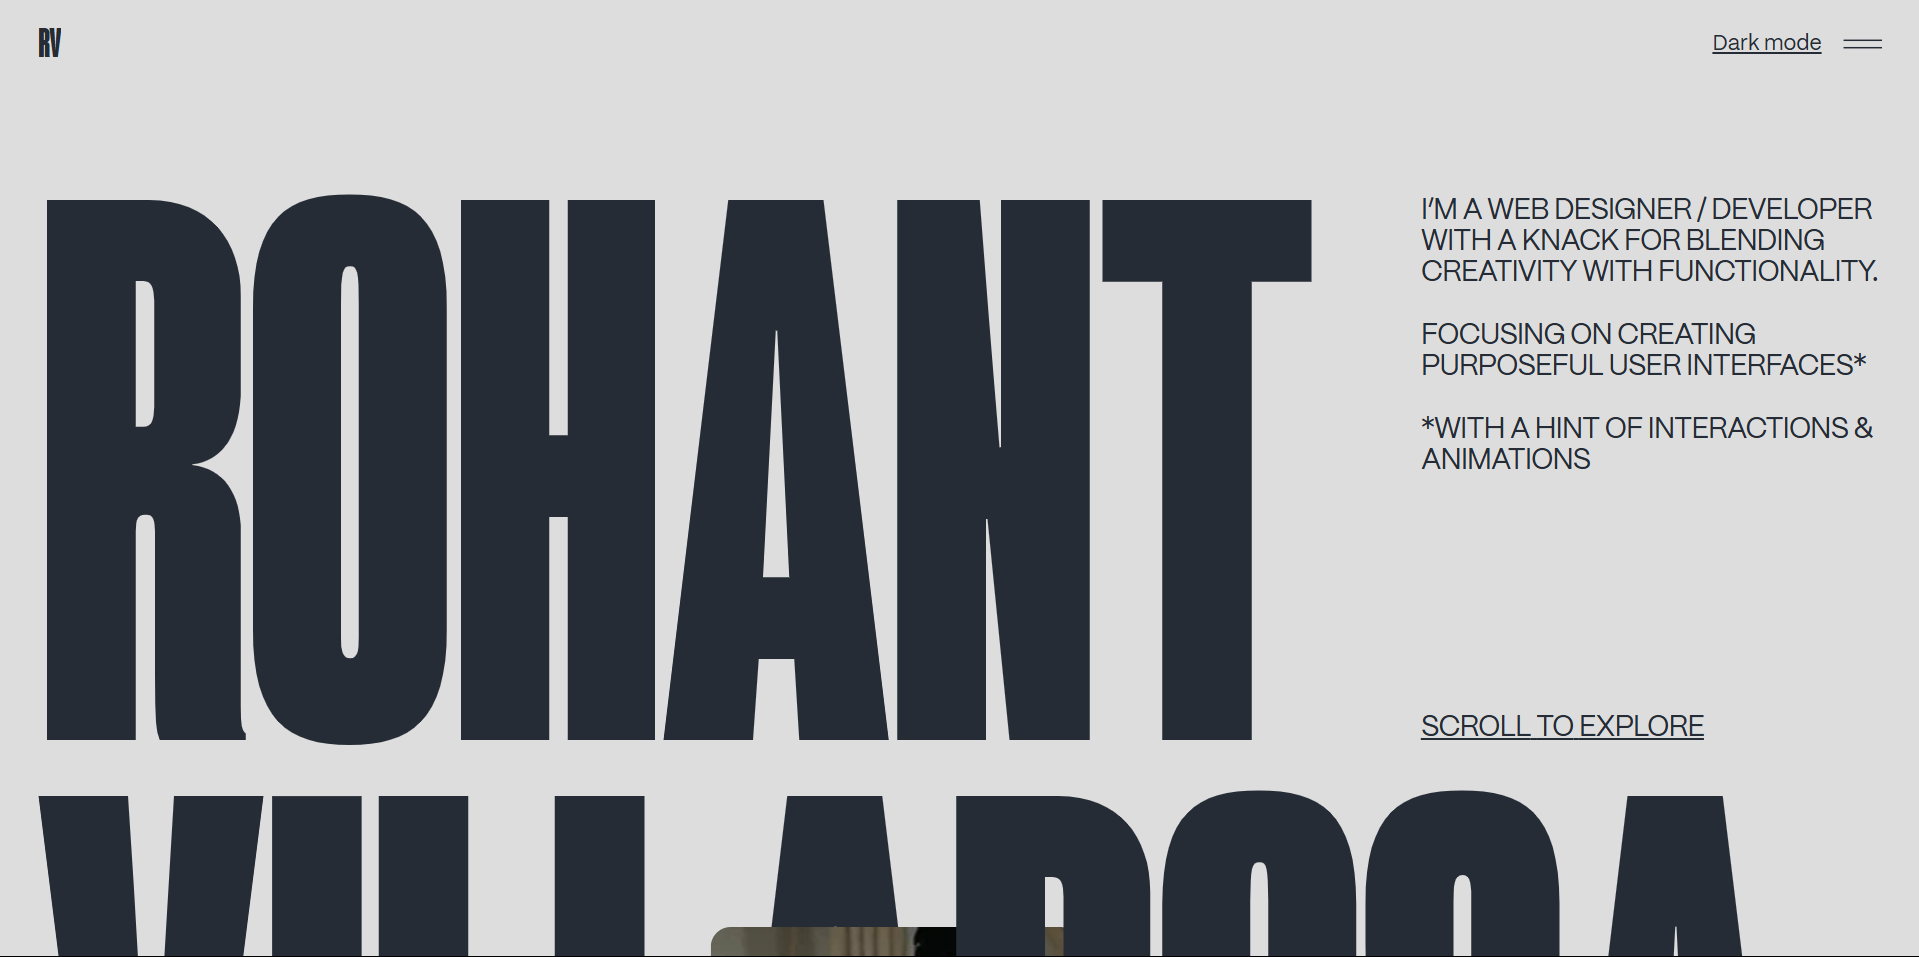 RV
Dark mode
ROHANT
I'M A WEB DESIGNER / DEVELOPER
WITH A KNACK FOR BLENDING
CREATIVITY WITH FUNCTIONALITY.
FOCUSING ON CREATING
PURPOSEFUL USER INTERFACES*
*WITH A HINT OF INTERACTIONS &
ANIMATIONS
SCROLL TO EXPLORE
VILLAROSA